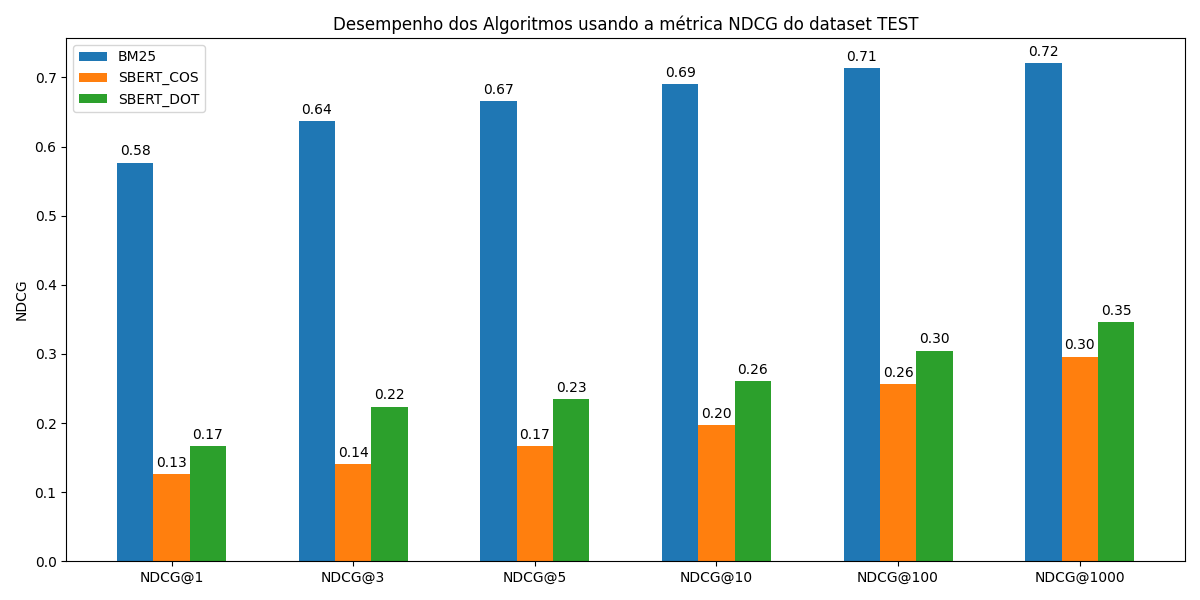 Desempenho dos Algoritmos usando a métrica NDCG do dataset TEST
BM25
SBERT_COS
SBERT_DOT
NDCG
0.7
0.6
0.5
0.4
0.3
0.2
0.1
0.0
0.58
0.13
0.17
0.64
0.14
0.22
0.67
0.17
0.23
0.69
0.20
0.26
0.71
0.26
0.30
0.72
0.30
0.35
NDCG@1
NDCG@3
NDCG@5
NDCG@10
NDCG@100
NDCG@1000